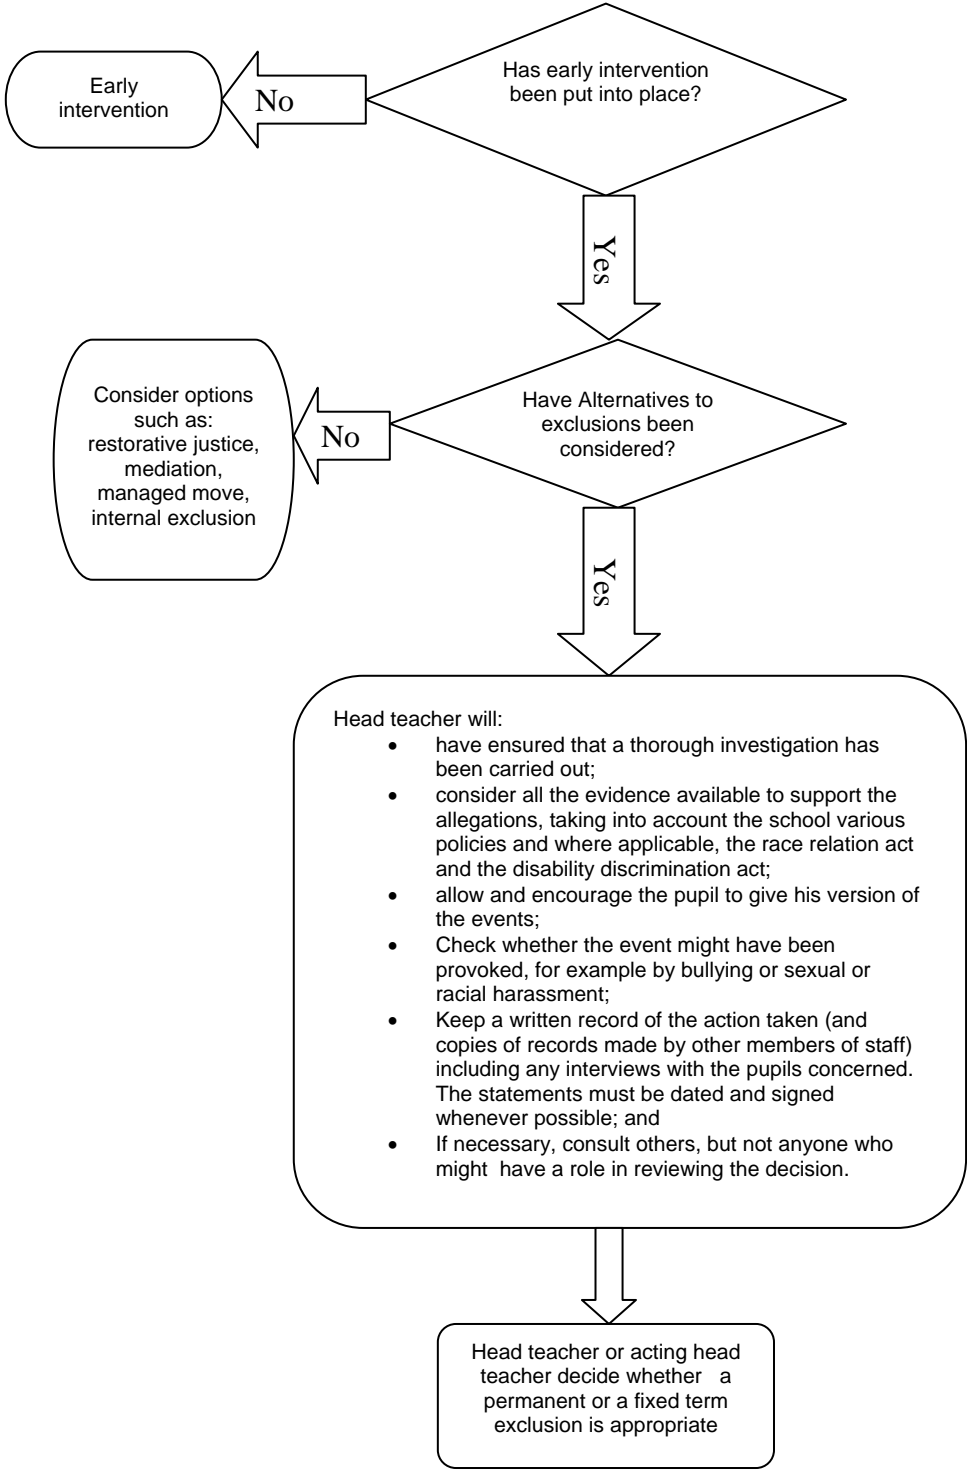 Has early intervention
been put into place?
Early
intervention
No
Yes
Have Alternatives to
exclusions been
considered?
Consider options
such as:
restorative justice,
mediation,
managed move,
internal exclusion
No
Yes
Head teacher will:
• have ensured that a thorough investigation has
been carried out;
• consider all the evidence available to support the
allegations, taking into account the school various
policies and where applicable, the race relation act
and the disability discrimination act;
• allow and encourage the pupil to give his version of
the events;
• Check whether the event might have been
provoked, for example by bullying or sexual or
racial harassment;
• Keep a written record of the action taken (and
copies of records made by other members of staff)
including any interviews with the pupils concerned.
The statements must be dated and signed
whenever possible; and
• If necessary, consult others, but not anyone who
might  have a role in reviewing the decision.
Head teacher or acting head
teacher decide whether   a
permanent or a fixed term
exclusion is appropriate